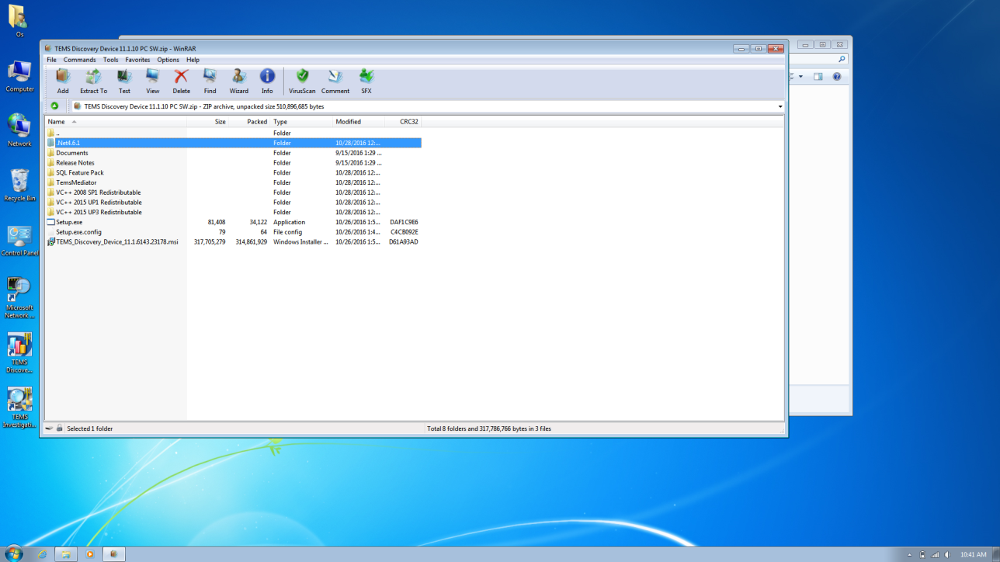 Os
Computer
Network
Recycle Bin
Control Panel
Microsoft
Network ...
TEMS
Discove...
TEMS
Investigati...
TEMS Discovery Device 11.1.10 PC SW.zip - WinRAR
File Commands Tools Favorites Options Help
Add Extract To Test View Delete Find Wizard Info VirusScan Comment SFX
TEMS Discovery Device 11.1.10 PC SW.zip - ZIP archive, unpacked size 510,896,685 bytes
Name Size Packed Type Modified CRC32
.. Folder
.Net4.6.1 Folder 10/28/2016 12:...
Documents Folder 9/15/2016 1:29 ...
Release Notes Folder 9/15/2016 1:29 ...
SQL Feature Pack Folder 10/28/2016 12:...
TemsMediator Folder 10/28/2016 12:...
VC++ 2008 SP1 Redistributable Folder 10/28/2016 12:...
VC++ 2015 UP1 Redistributable Folder 10/28/2016 12:...
VC++ 2015 UP3 Redistributable Folder 10/28/2016 12:...
Setup.exe 81,408 34,122 Application 10/26/2016 1:5... DAF1C9E6
Setup.exe.config 79 64 File config 10/26/2016 1:4... C4CB092E
TEMS_Discovery_Device_11.1.6143.23178.msi 317,705,279 314,861,929 Windows Installer ... 10/26/2016 1:5... D61A93AD
Selected 1 folder
Total 8 folders and 317,786,766 bytes in 3 files
10:41 AM